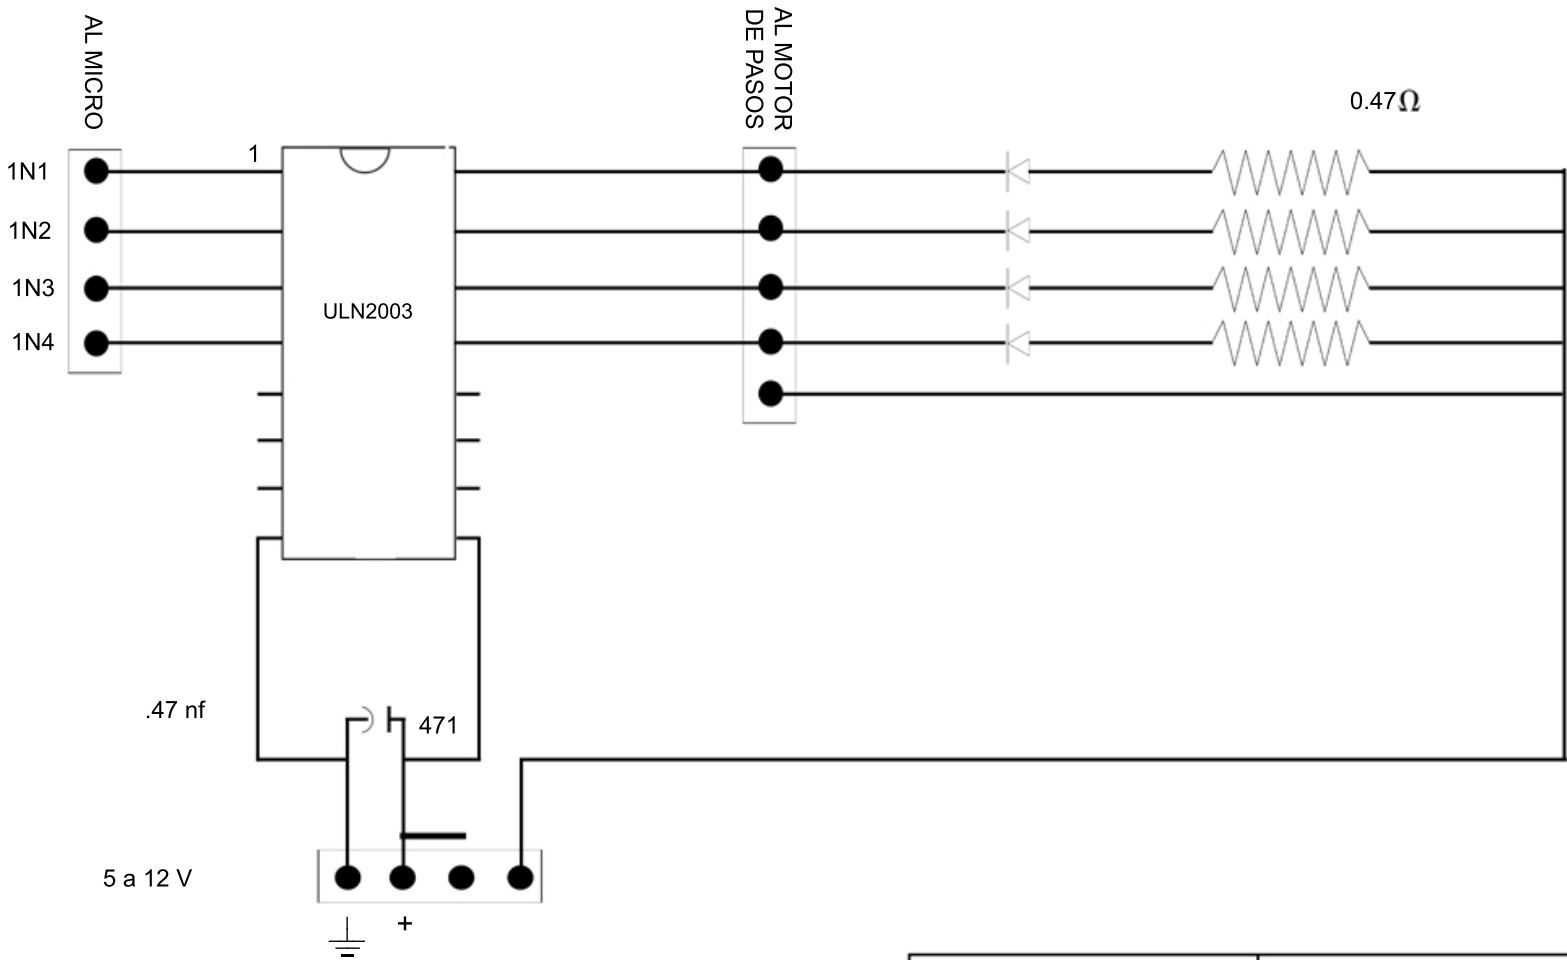 AL MICRO
AL MOTOR
DE PASOS
0.47Ω
1
1N1
1N2
1N3
1N4
ULN2003
.47 nf
471
5 a 12 V
+